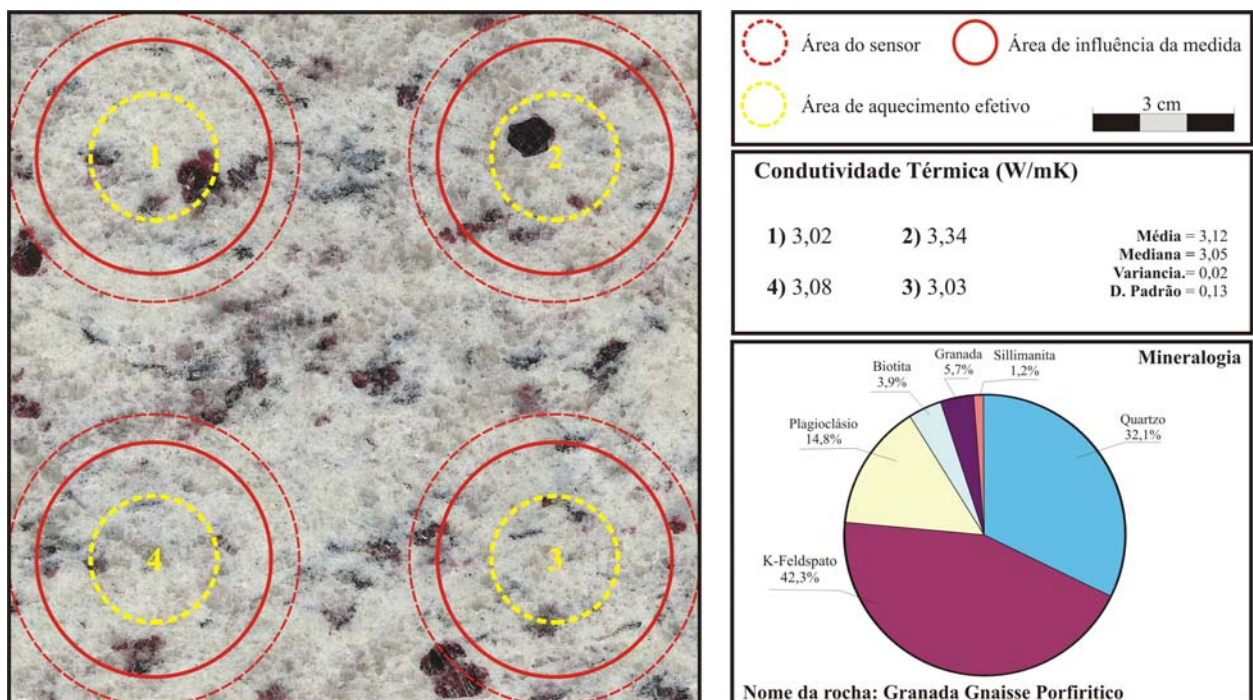 1
2
4
3
Área do sensor
Área de influência da medida
Área de aquecimento efetivo
3 cm
Condutividade Térmica (W/mK)
1) 3,02 2) 3,34
4) 3,08 3) 3,03
Média = 3,12
Mediana = 3,05
Variancia.= 0,02
D. Padrão = 0,13
Mineralogia
Granada
5,7%
Sillimanita
1,2%
Biotita
3,9%
Plagioclásio
14,8%
Quartzo
32,1%
K-Feldspato
42,3%
Nome da rocha: Granada Gnaisse Porfiritico